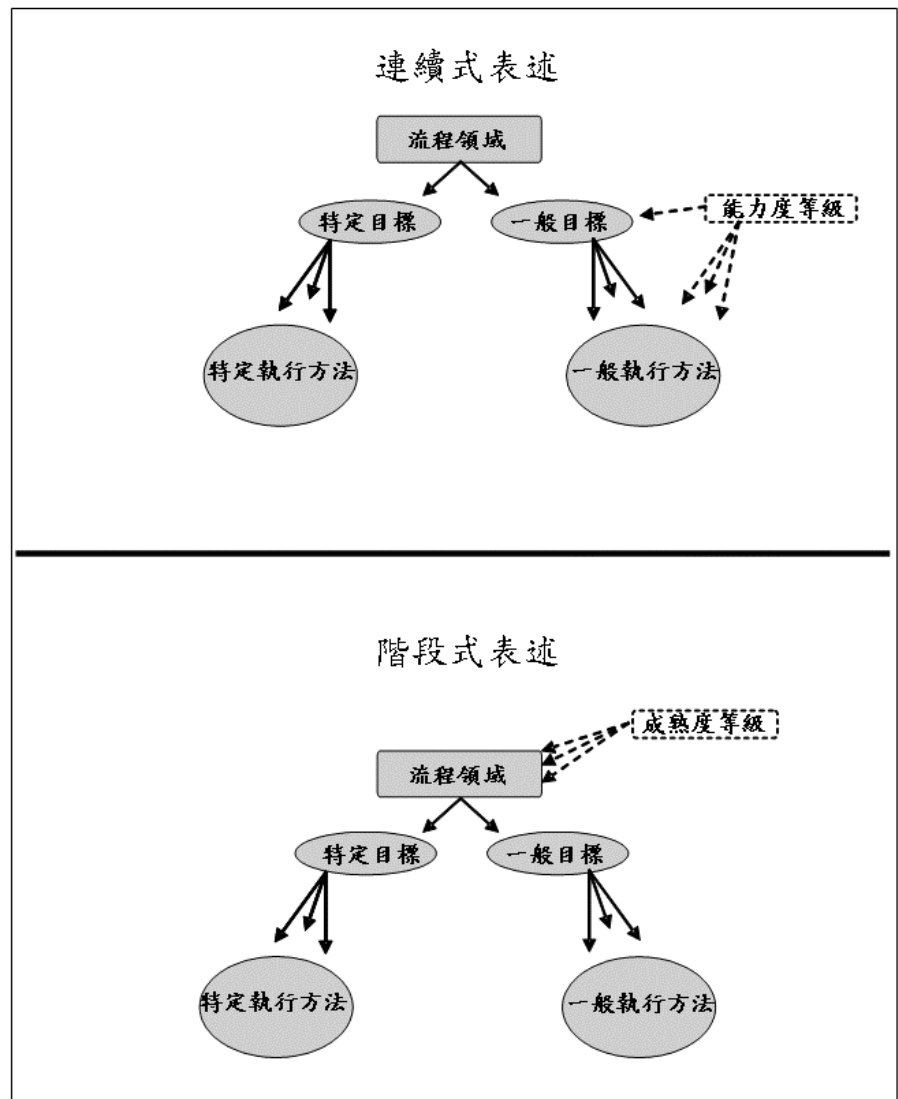 連續式表述
流程領域
特定目標
一般目標
能力度等級
特定執行方法
一般執行方法
階段式表述
成熟度等級
流程領域
特定目標
一般目標
特定執行方法
一般執行方法